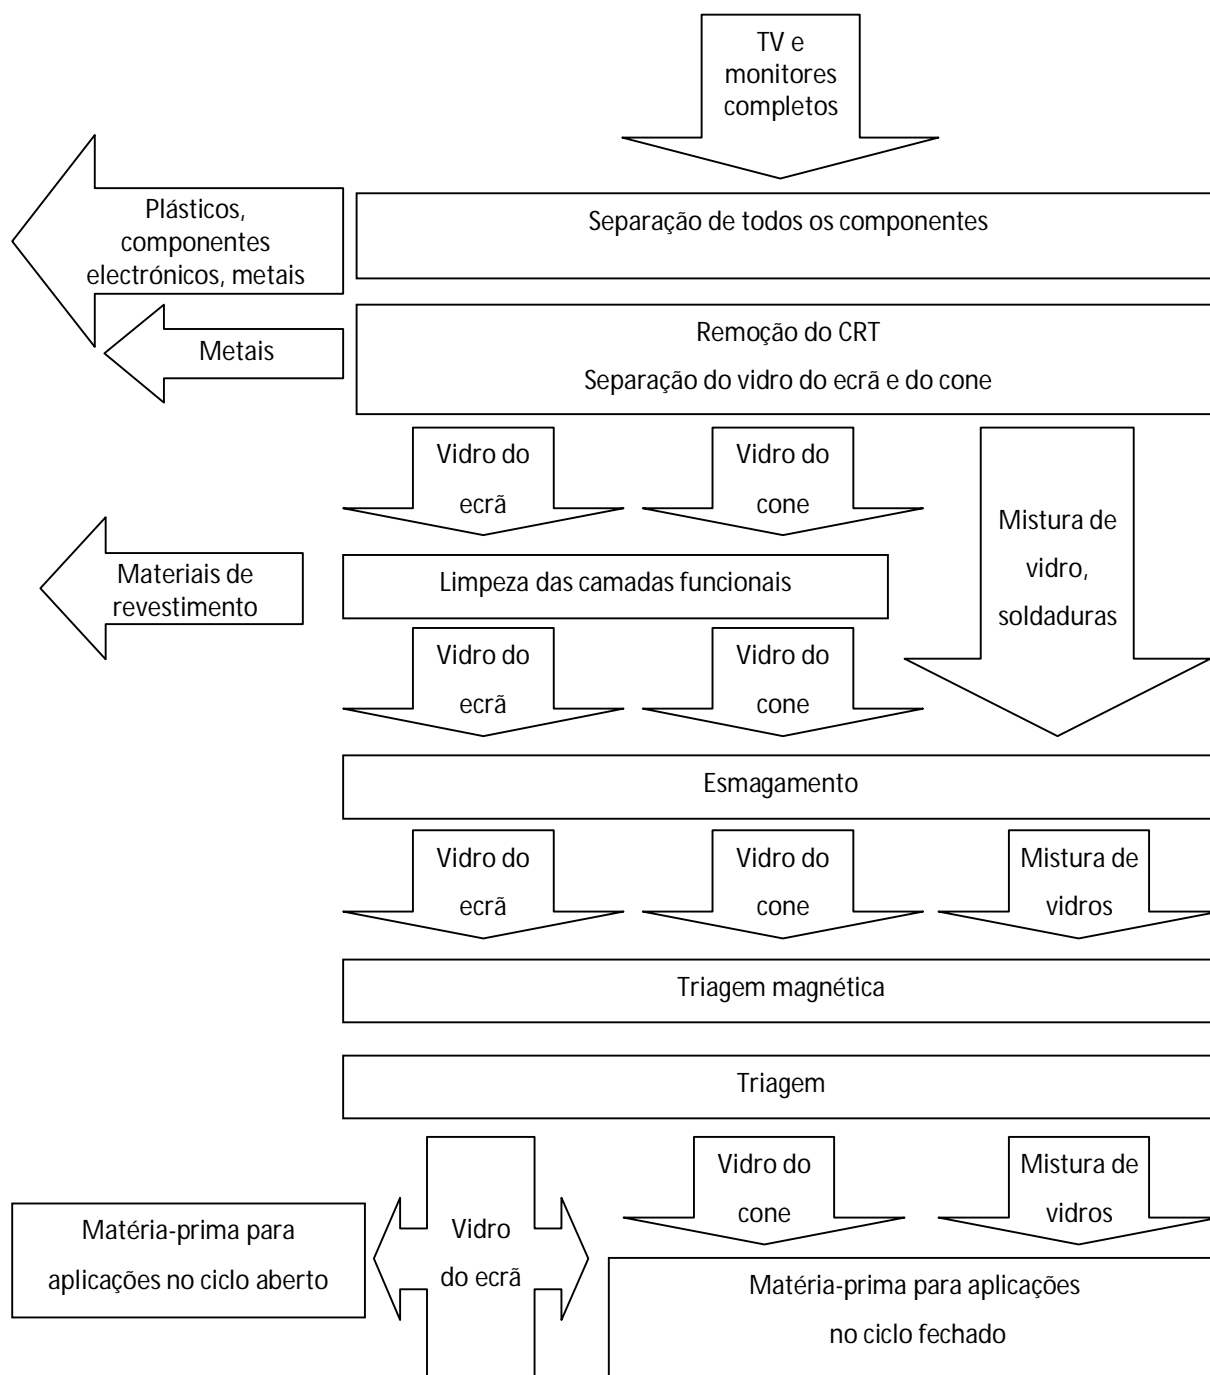 TV e
monitores
completos
Separação de todos os componentes
Plásticos,
componentes
electrónicos, metais
Remoção do CRT
Separação do vidro do ecrã e do cone
Metais
Vidro do
ecrã
Vidro do
cone
Mistura de
vidro,
soldaduras
Limpeza das camadas funcionais
Materiais de
revestimento
Vidro do
ecrã
Vidro do
cone
Esmagamento
Vidro do
ecrã
Vidro do
cone
Mistura de
vidros
Triagem magnética
Triagem
Vidro do
cone
Mistura de
vidros
Matéria-prima para
aplicações no ciclo aberto
Vidro
do ecrã
Matéria-prima para aplicações
no ciclo fechado